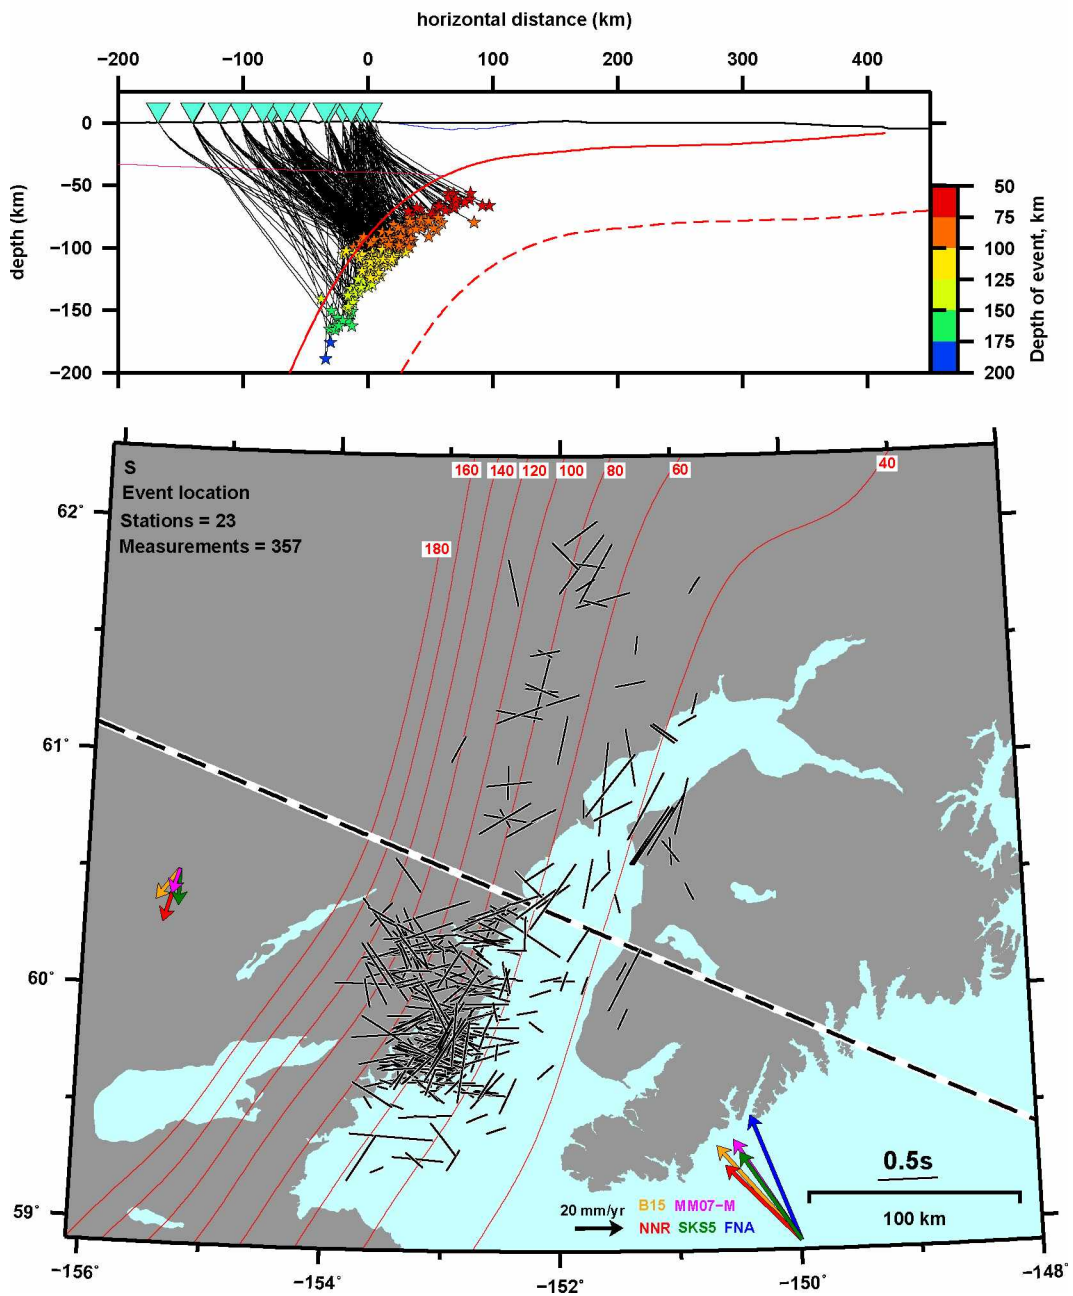 horizontal distance (km)
−200 −100 0 100 200 300 400
0
−50
−100
−150
−200
depth (km)
50
75
100
125
150
175
200
Depth of event, km
S
Event location
Stations = 23
Measurements = 357
160 140 120 100 80 60 40
180
62°
61°
60°
59°
0.5s
100 km
20 mm/yr
B15 MM07−M
NNR SKS5 FNA
−156° −154° −152° −150° −148°